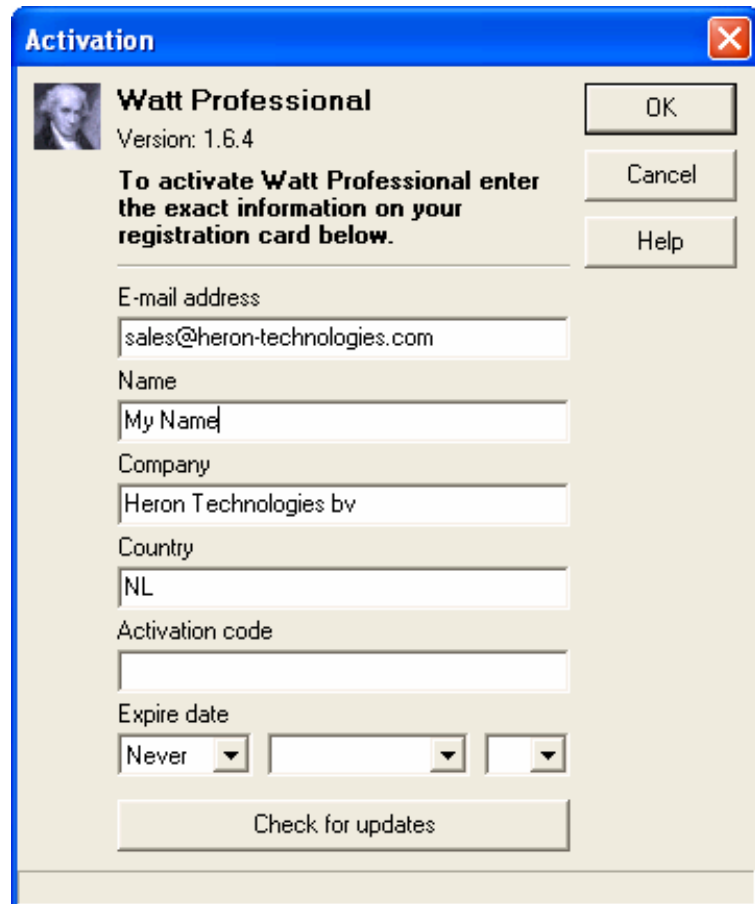 Activation
Watt Professional
OK
Version: 1.6.4
Cancel
To activate Watt Professional enter
the exact information on your
registration card below.
Help
E-mail address
sales@heron-technologies.com
Name
My Name
Company
Heron Technologies bv
Country
NL
Activation code
Expire date
Never
Check for updates